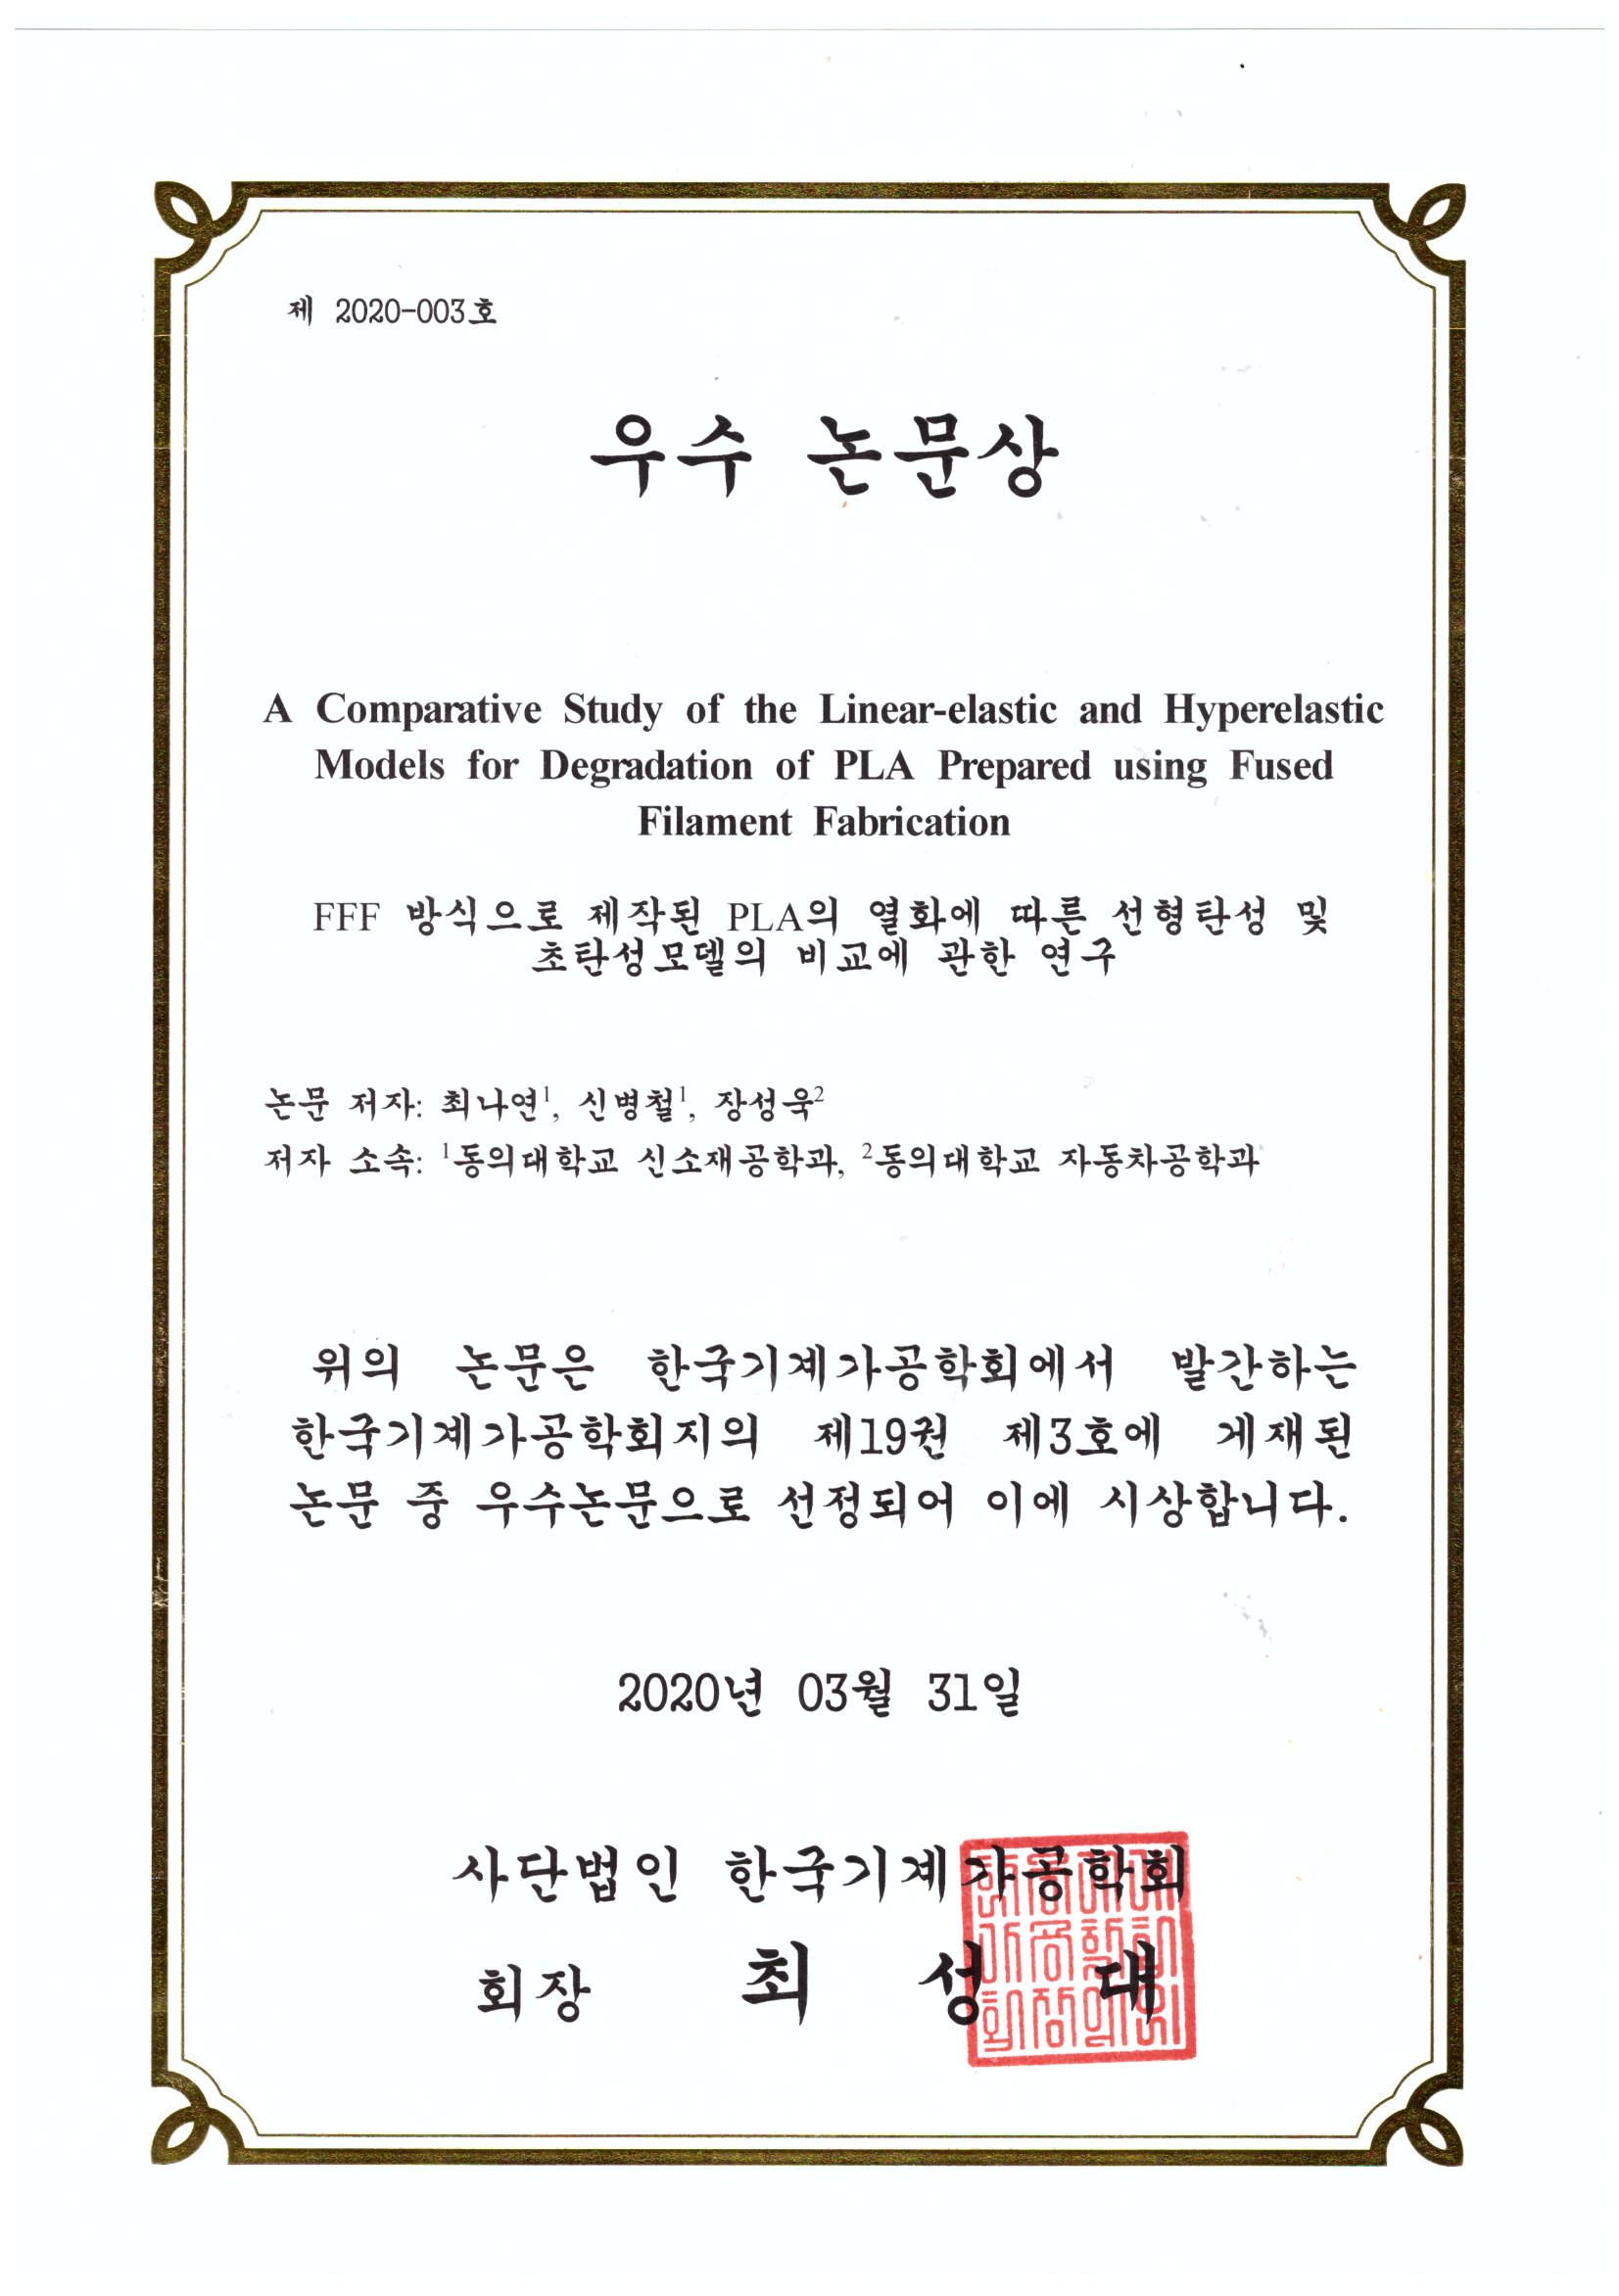 제 2020-003호
우수 논문상
A Comparative Study of the Linear-elastic and Hyperelastic
Models for Degradation of PLA Prepared using Fused
Filament Fabrication
FFF 방식으로 제작된 PLA의 열화에 따른 선형탄성 및
초탄성모델의 비교에 관한 연구
논문 저자: 최나연¹, 신병철¹, 장성욱²
저자 소속: ¹동의대학교 신소재공학과, ²동의대학교 자동차공학과
위의 논문은 한국기계가공학회에서 발간하는
한국기계가공학회지의 제19권 제3호에 게재된
논문 중 우수논문으로 선정되어 이에 시상합니다.
2020년 03월 31일
사단법인 한국기계가공학회
회장 최 성 대